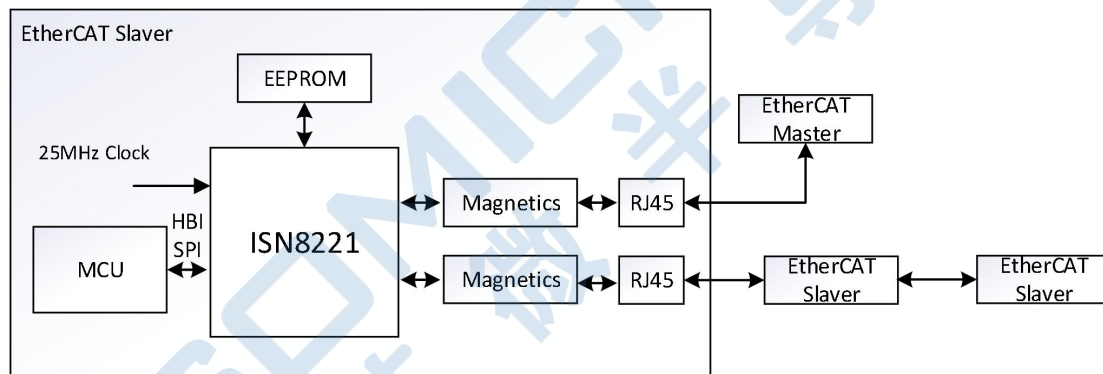 EtherCAT Slaver
EEPROM
EtherCAT
Master
25MHz Clock
Magnetics
RJ45
HBI
SPI
ISN8221
MCU
Magnetics
RJ45
EtherCAT
Slaver
EtherCAT
Slaver